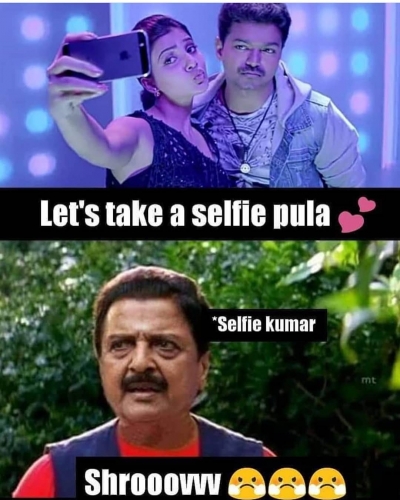 Let's take a selfie pula 💕
*Selfie kumar
mt
Shrooovvv 😞😞😞